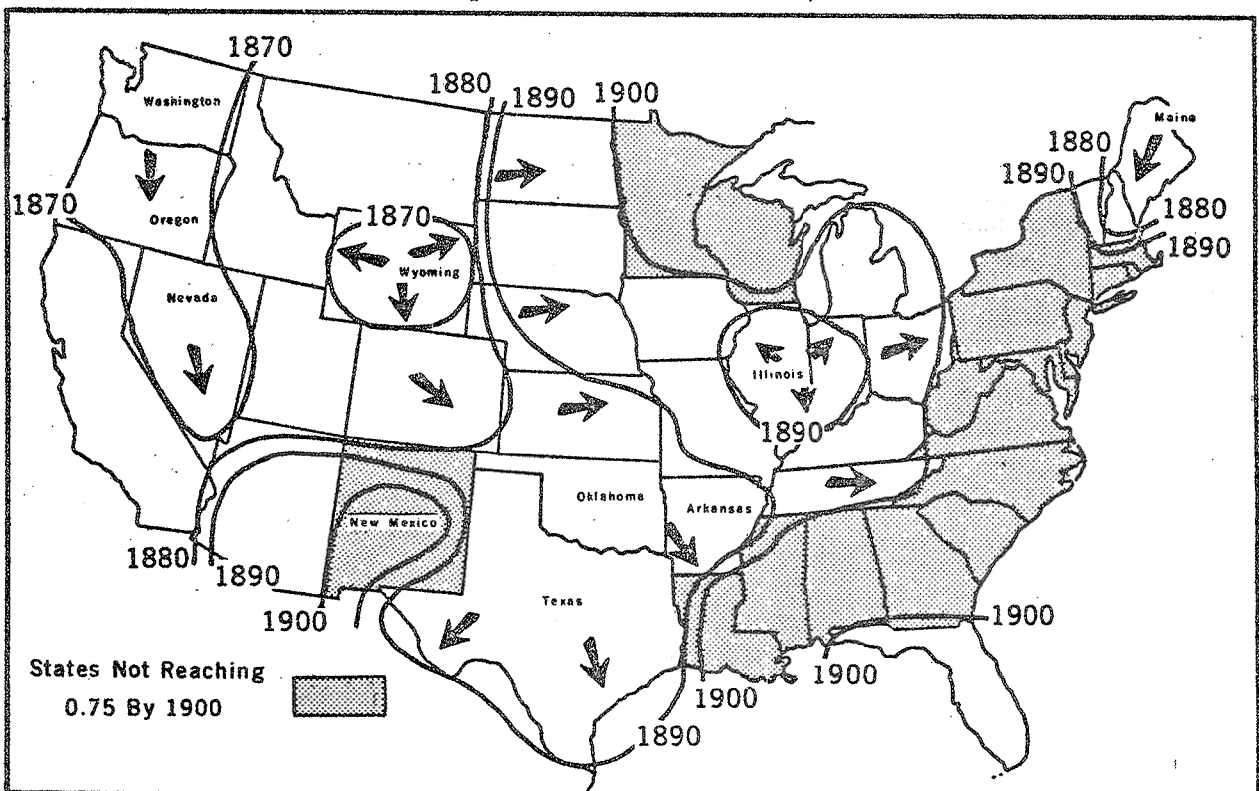 1870
1880
1890
1900
Washington
Maine
1880
1890
Oregon
1870
1870
1880
1890
Wyoming
Nevada
Illinois
1890
Oklahoma
Arkansas
New Mexico
1880
1890
Texas
1900
1900
1900
1900
1890
States Not Reaching
0.75 By 1900